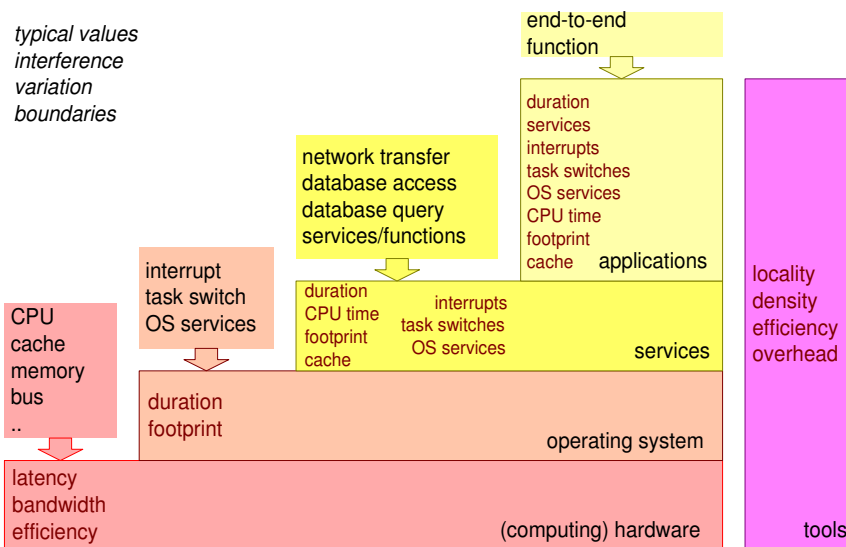 typical values
interference
variation
boundaries
end-to-end
function
duration
services
interrupts
task switches
OS services
CPU time
footprint
cache
applications
network transfer
database access
database query
services/functions
duration
CPU time
footprint
cache
interrupts
task switches
OS services
services
interrupt
task switch
OS services
duration
footprint
operating system
CPU
cache
memory
bus
..
latency
bandwidth
efficiency
(computing) hardware
locality
density
efficiency
overhead
tools